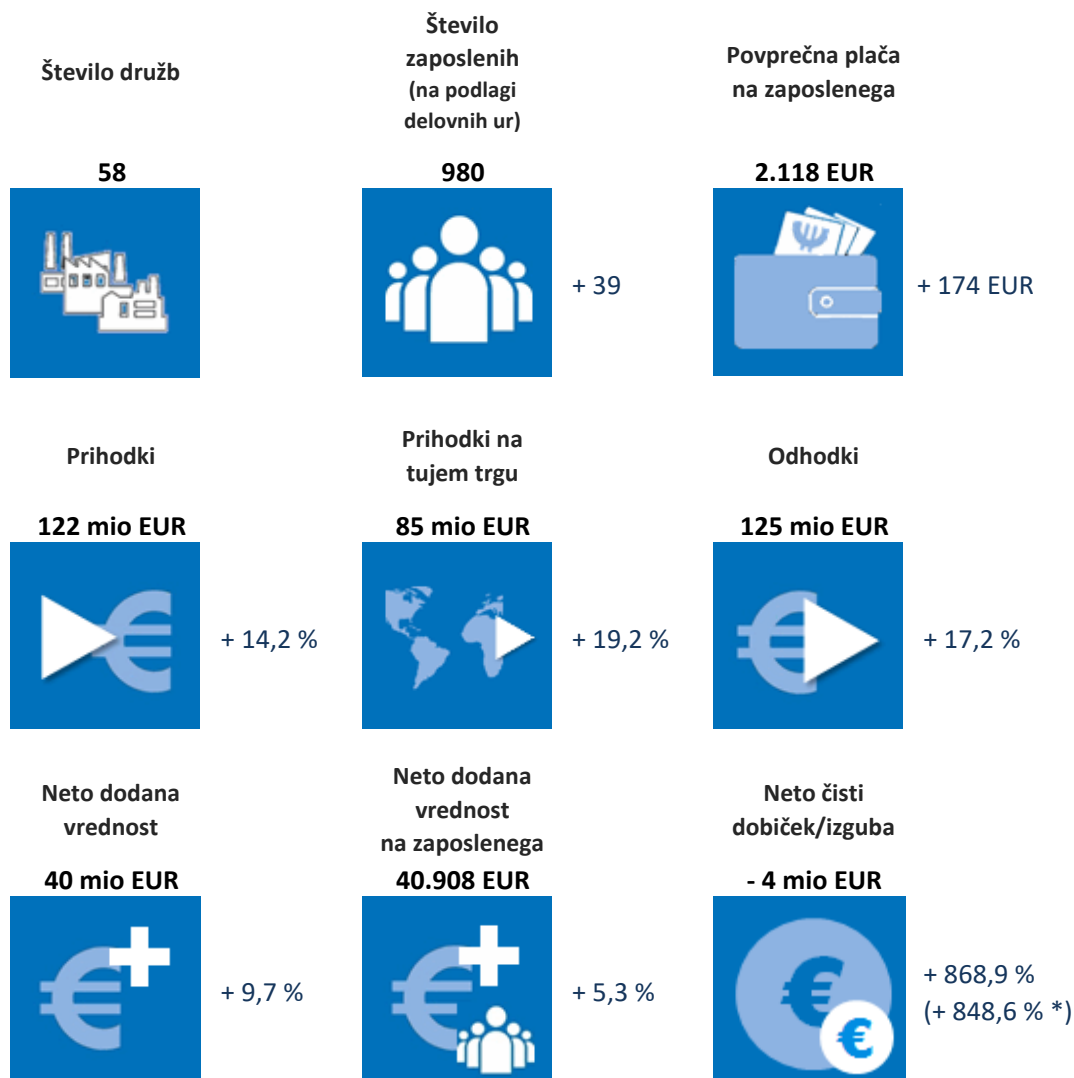 Število družb
58
Število
zaposlenih
(na podlagi
delovnih ur)
980
+ 39
Povprečna plača
na zaposlenega
2.118 EUR
+ 174 EUR
Prihodki
122 mio EUR
+ 14,2 %
Prihodki na
tujem trgu
85 mio EUR
+ 19,2 %
Odhodki
125 mio EUR
+ 17,2 %
Neto dodana
vrednost
40 mio EUR
+ 9,7 %
Neto dodana
vrednost
na zaposlenega
40.908 EUR
+ 5,3 %
Neto čisti
dobiček/izguba
- 4 mio EUR
+ 868,9 %
(+ 848,6 % *)